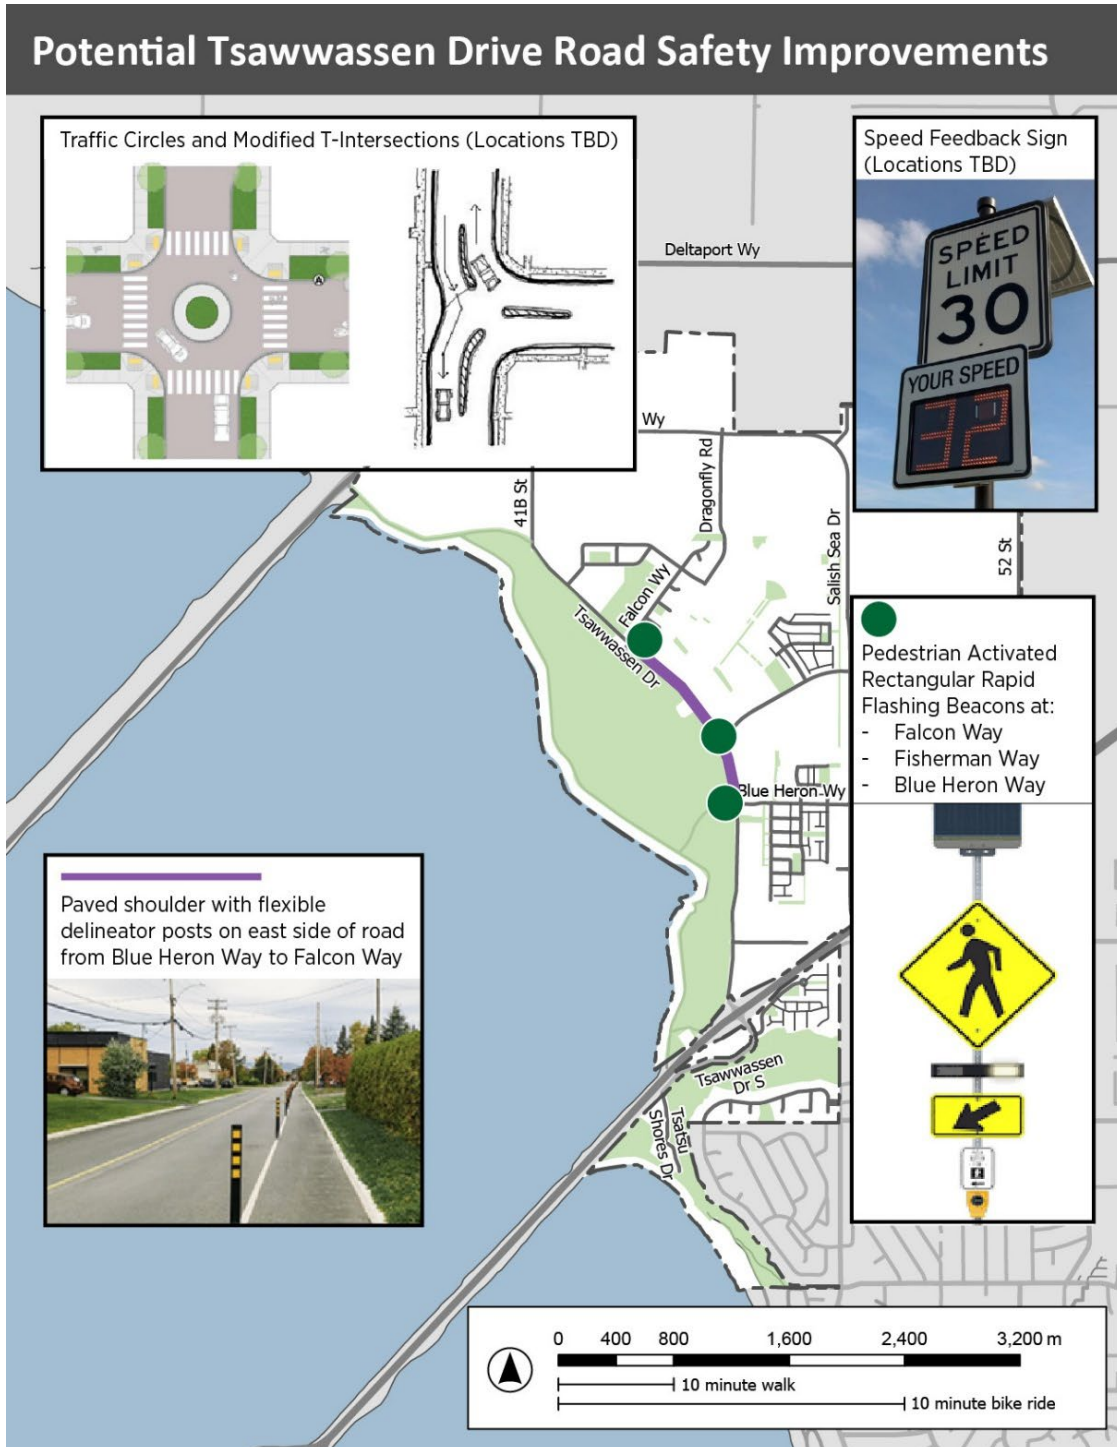 Potential Tsawwassen Drive Road Safety Improvements
Traffic Circles and Modified T-Intersections (Locations TBD)
Speed Feedback Sign
(Locations TBD)
SPEED
LIMIT
30
YOUR SPEED
32
Deltaport Wy
Wy
41B St
Dragonfly Rd
Salish Sea Dr
52 St
Falcon Wy
Tsawwassen Dr
Blue Heron Wy
Pedestrian Activated
Rectangular Rapid
Flashing Beacons at:
- Falcon Way
- Fisherman Way
- Blue Heron Way
Paved shoulder with flexible
delineator posts on east side of road
from Blue Heron Way to Falcon Way
Tsawwassen
Dr S
Tsatsu
Shores Dr
0 400 800 1,600 2,400 3,200 m
10 minute walk
10 minute bike ride